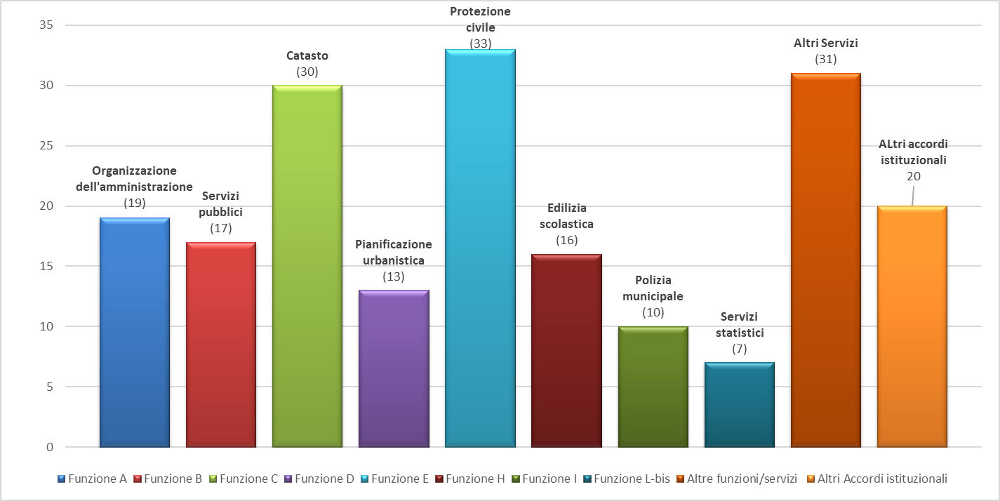 35
30
25
20
15
10
5
0
Organizzazione
dell'amministrazione
(19)
Servizi
pubblici
(17)
Catasto
(30)
Pianificazione
urbanistica
(13)
Protezione
civile
(33)
Edilizia
scolastica
(16)
Polizia
municipale
(10)
Servizi
statistici
(7)
Altri Servizi
(31)
ALtri accordi
istituzionali
20
Funzione A Funzione B Funzione C Funzione D Funzione E Funzione H Funzione I Funzione L-bis Altre funzioni/servizi Altri Accordi istituzionali